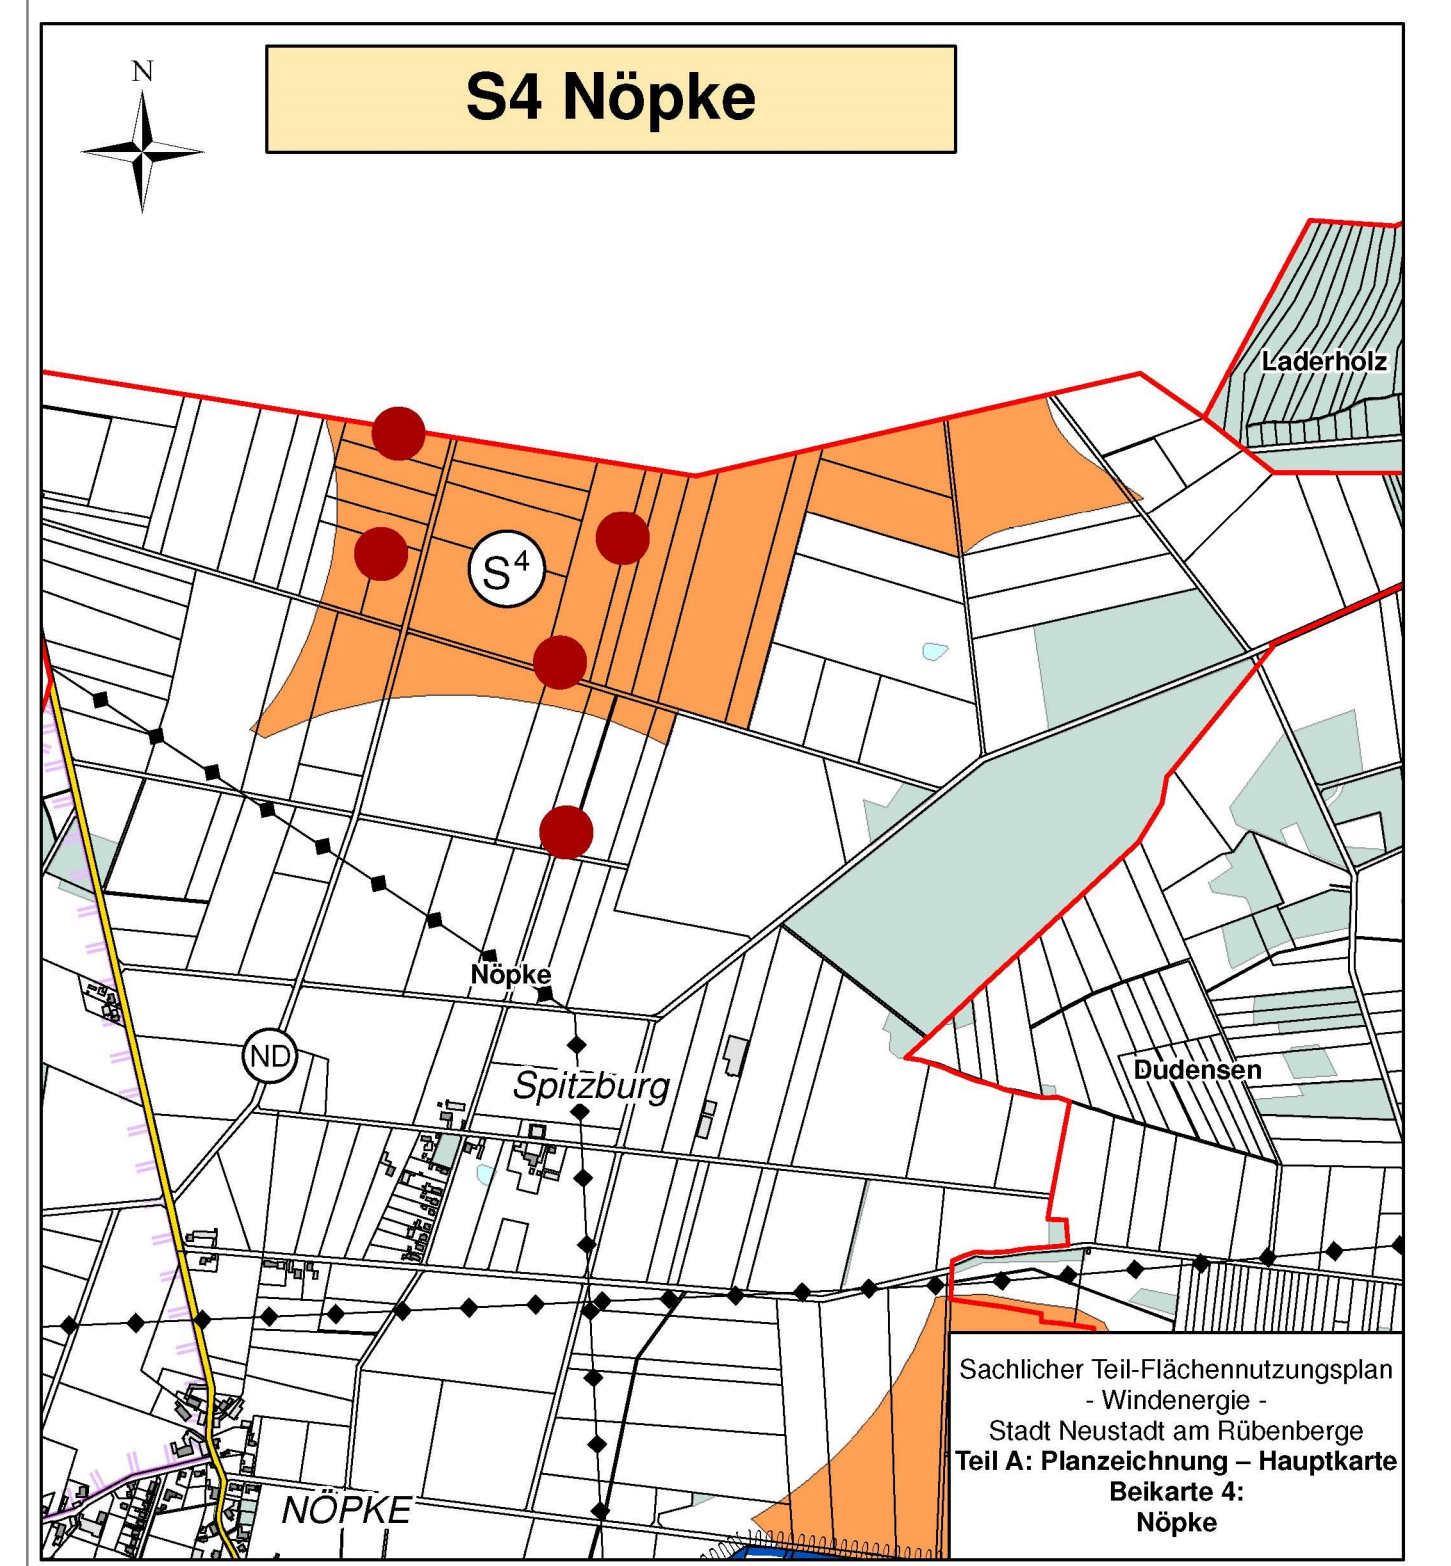 S4 Nöpke
N
Laderholz
S⁴
Nöpke
ND
Spitzburg
Dudensen
NÖPKE
Sachlicher Teil-Flächennutzungsplan
- Windenergie -
Stadt Neustadt am Rübenberge
Teil A: Planzeichnung – Hauptkarte
Beikarte 4:
Nöpke